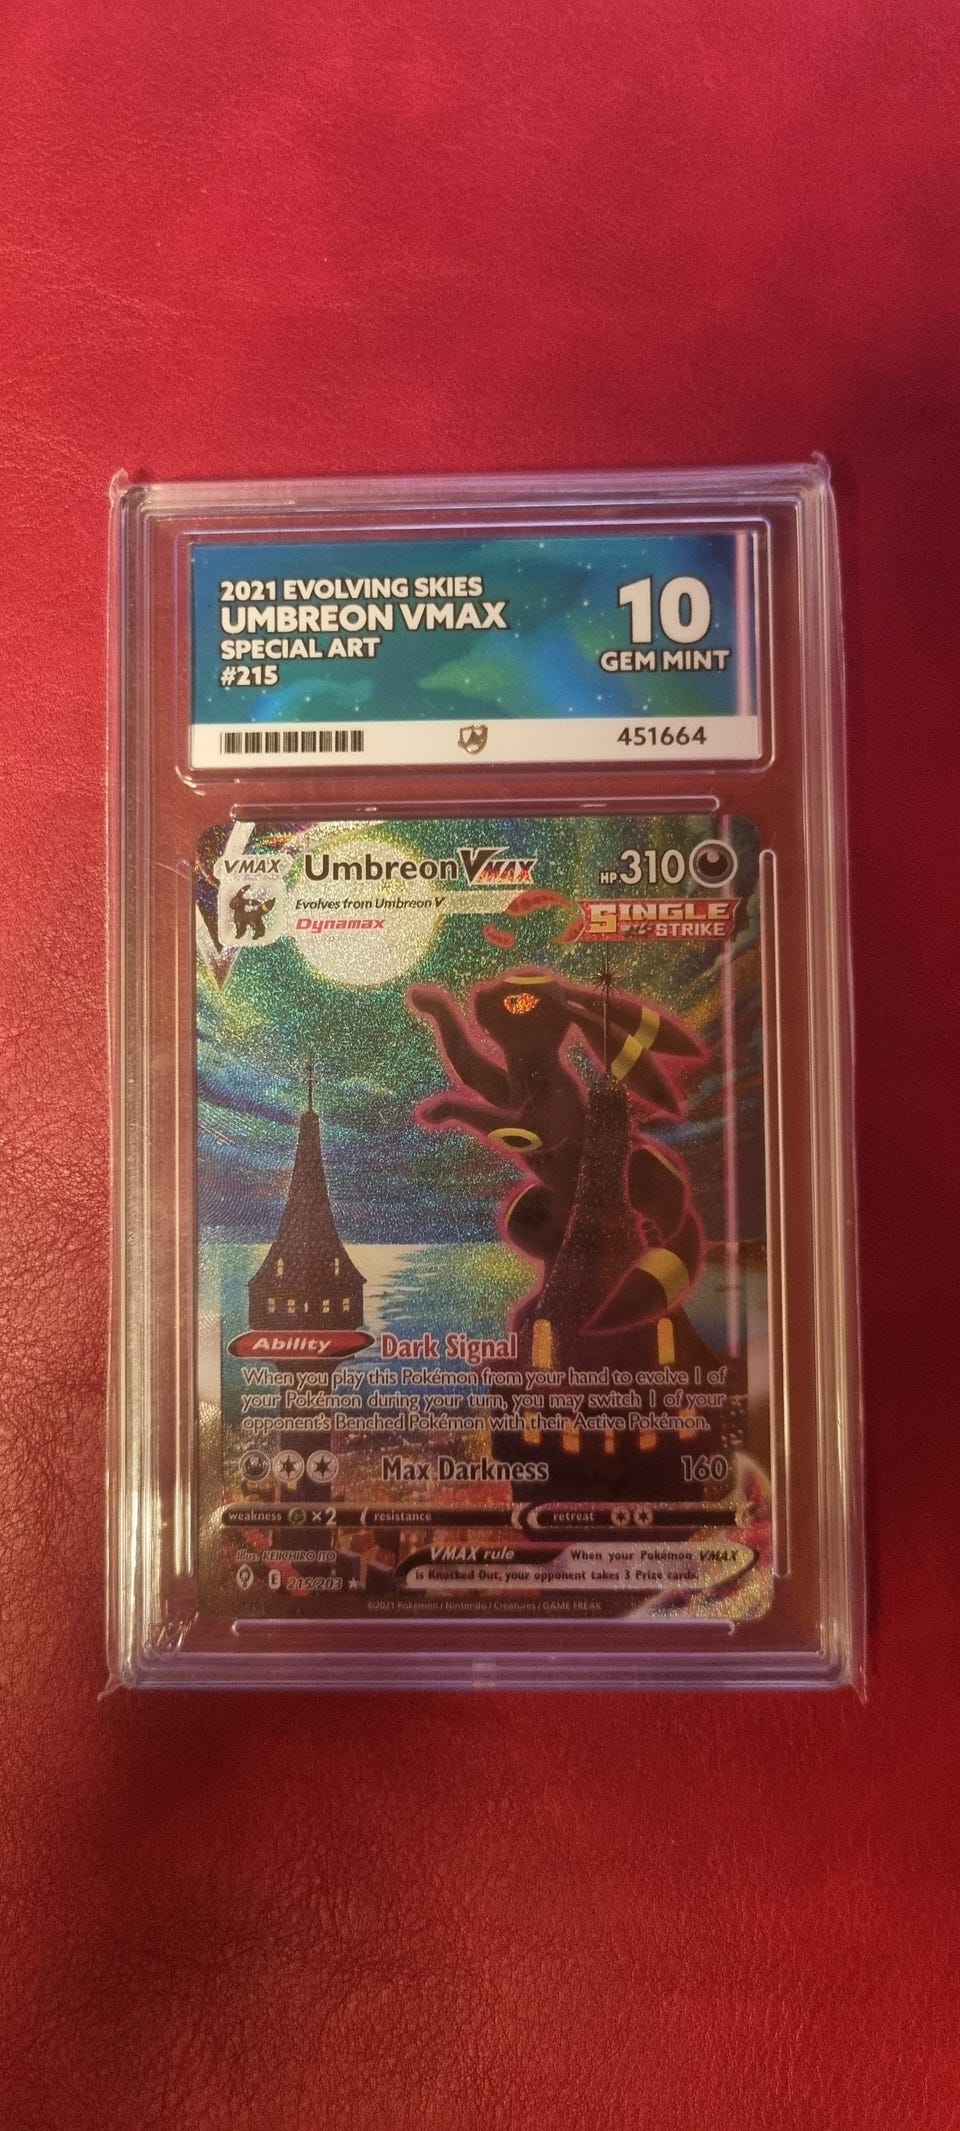 2021 EVOLVING SKIES
UMBREON VMAX
SPECIAL ART
#215
10
GEM MINT
451664
VMAX
Umbreon VMAX
HP 310
Evolves from Umbreon V
Dynamax
SINGLE
STRIKE
Ability
Dark Signal
When you play this Pokémon from your hand to evolve 1 of
your Pokémon during your turn, you may switch 1 of your
opponent's Benched Pokémon with their Active Pokémon.
Max Darkness 160
weakness ×2 resistance retreat
illus. KEIICHIRO ITO
E 215/203 ★
VMAX rule When your Pokémon VMAX
is Knocked Out, your opponent takes 3 Prize cards.
©2021 Pokémon / Nintendo / Creatures / GAME FREAK